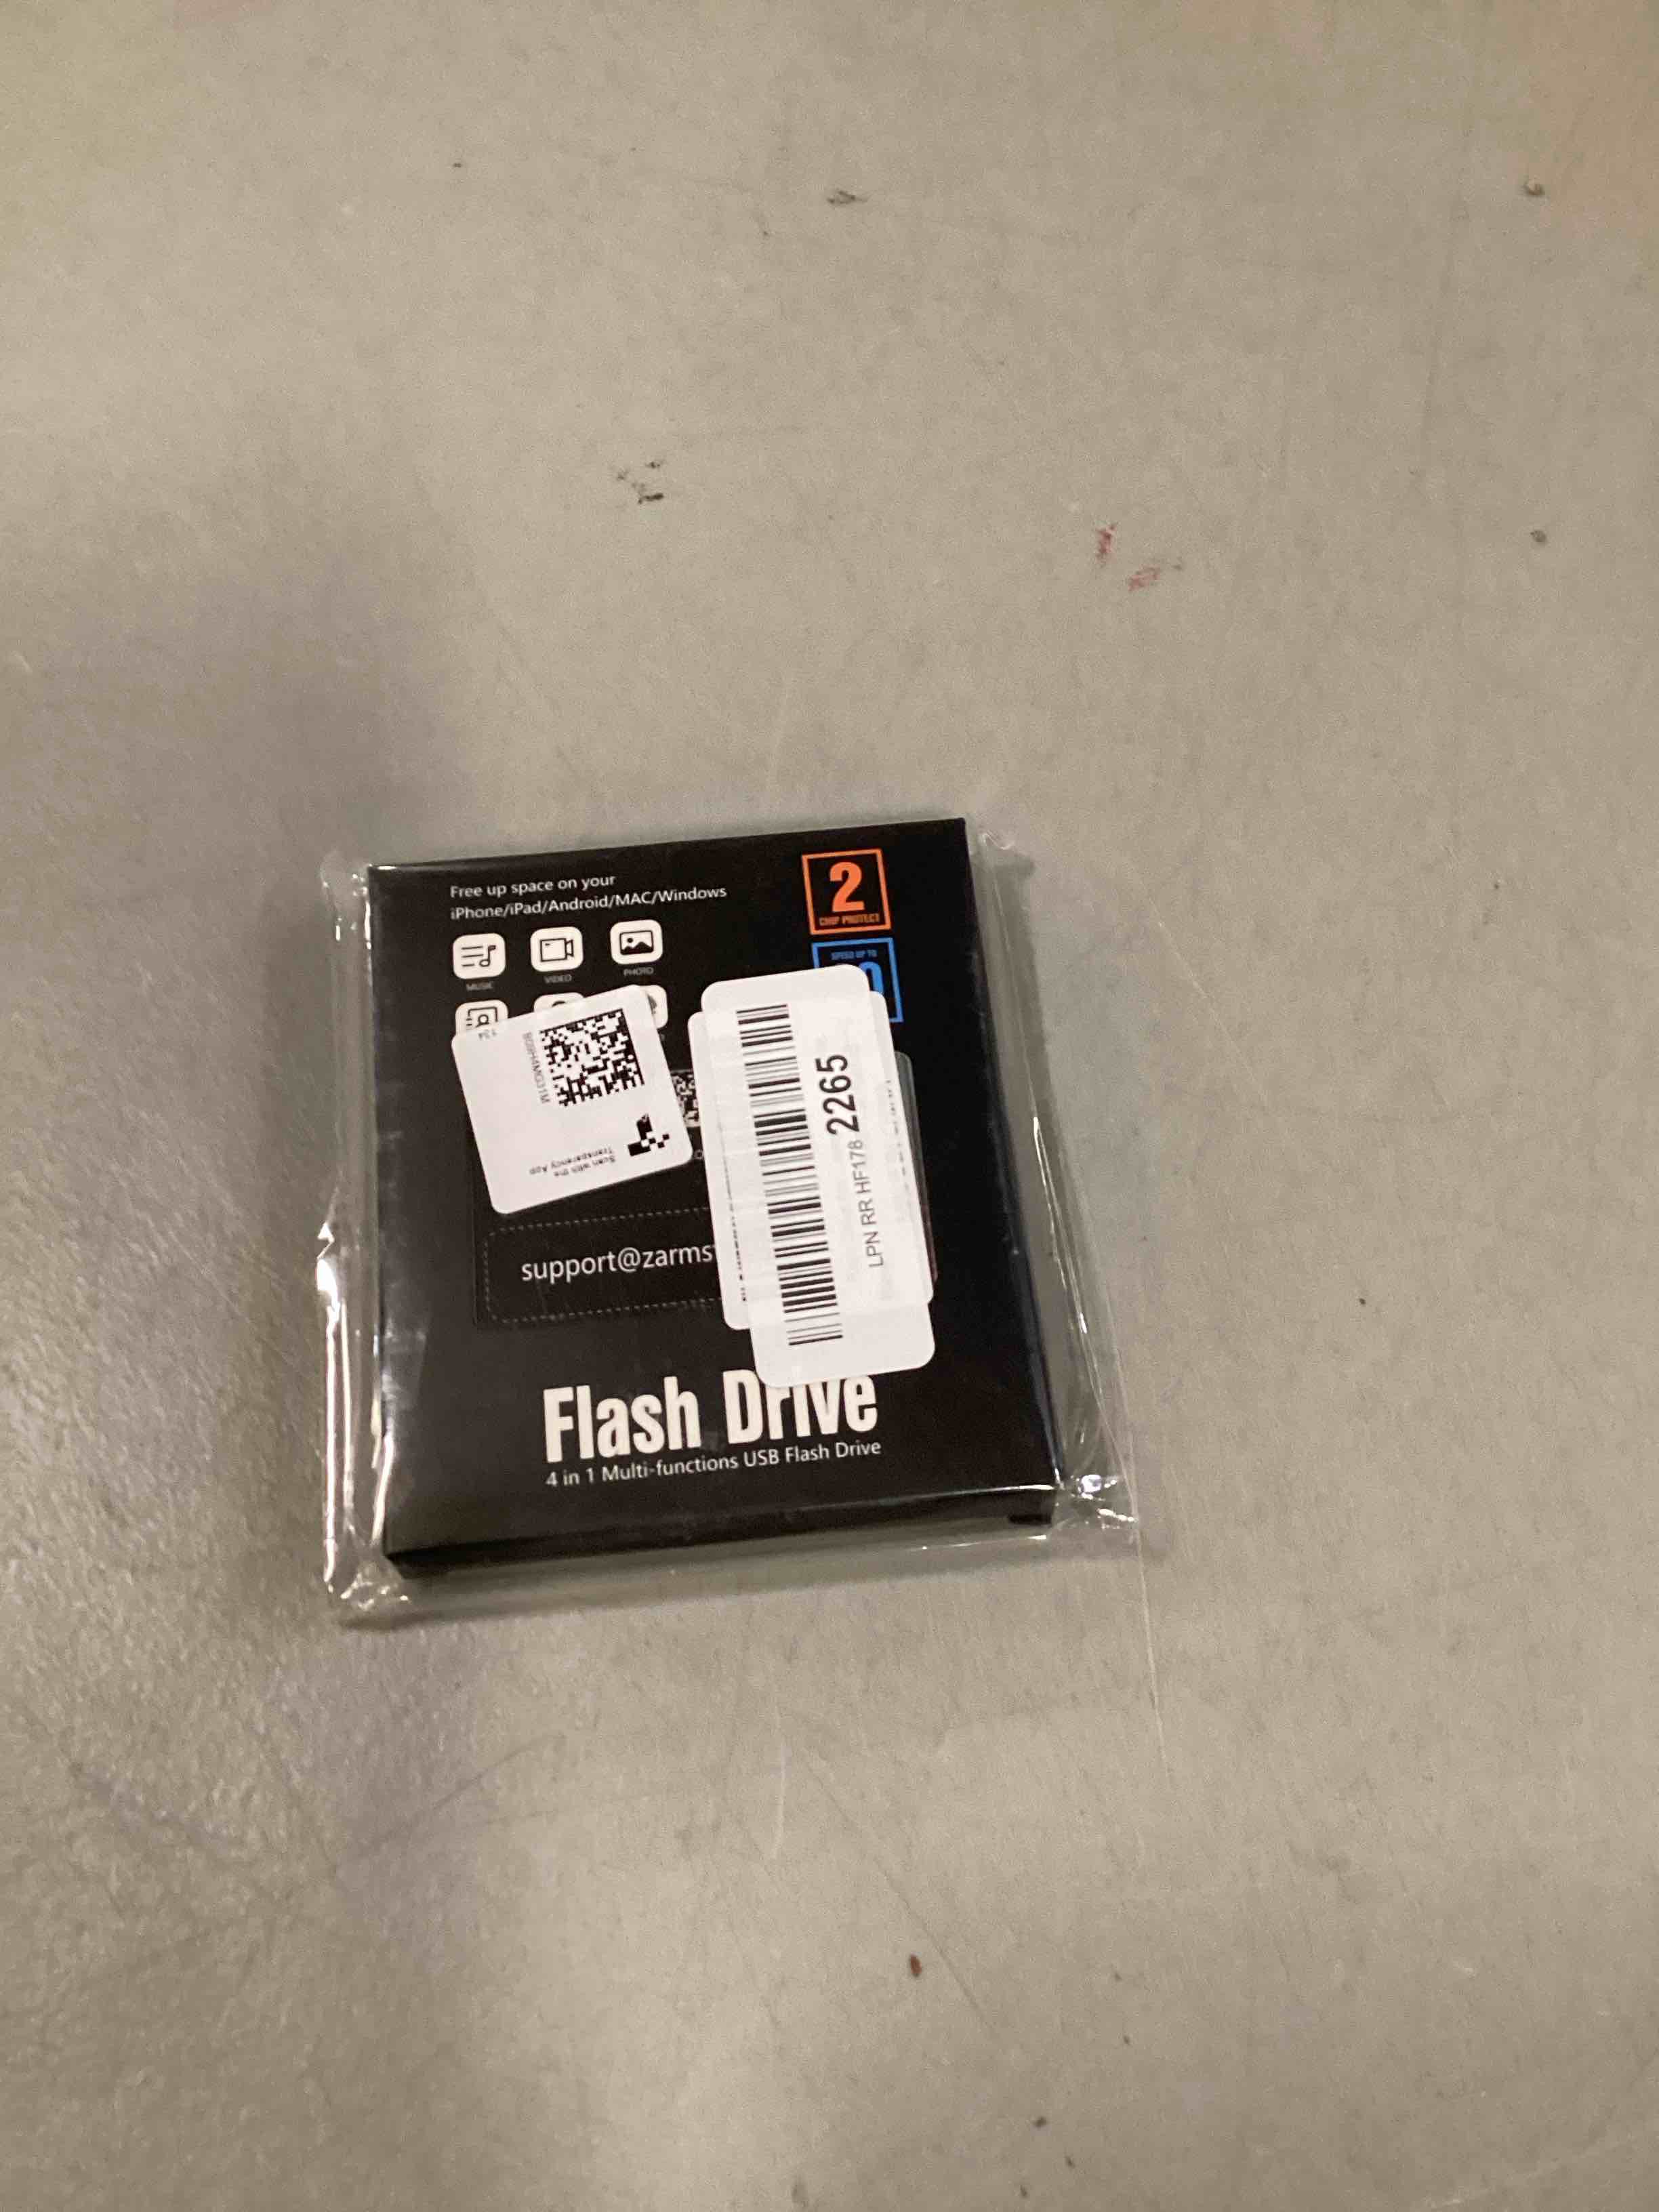 Free up space on your
iPhone/iPad/Android/MAC/Windows
2
CHIP PROTECT
SPEED UP TO
MUSIC
VIDEO
PHOTO
134
Scan with the
Transparency App
LPN RR HF178 2265
support@zarms
Flash Drive
4 in 1 Multi-functions USB Flash Drive